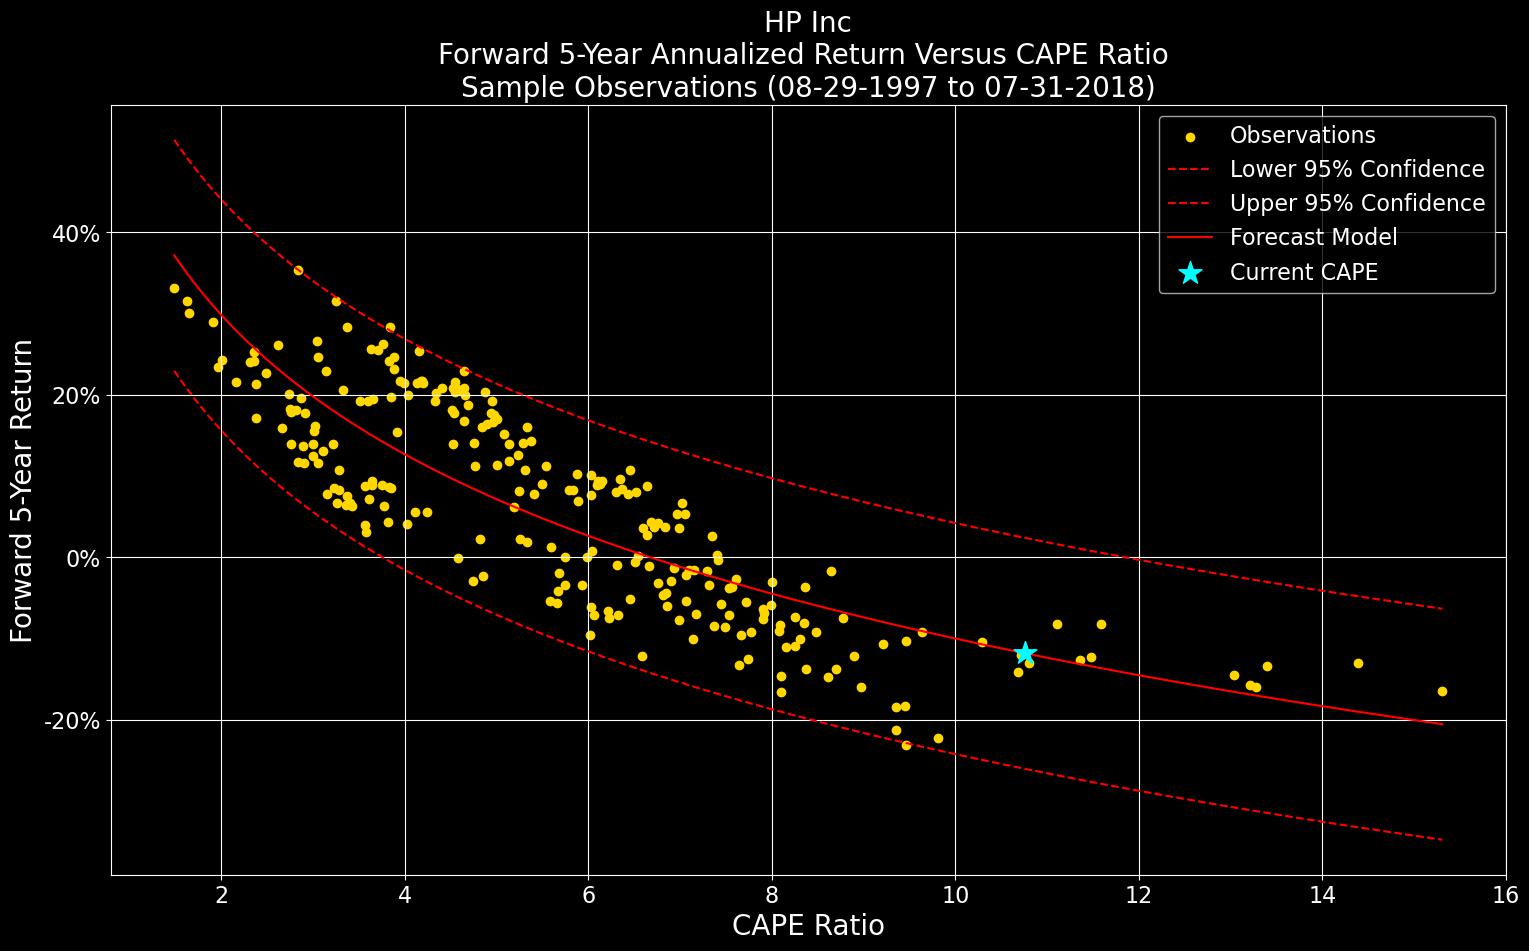 HP Inc
Forward 5-Year Annualized Return Versus CAPE Ratio
Sample Observations (08-29-1997 to 07-31-2018)
Observations
Lower 95% Confidence
Upper 95% Confidence
Forecast Model
Current CAPE
Forward 5-Year Return
40%
20%
0%
-20%
2 4 6 8 10 12 14 16
CAPE Ratio